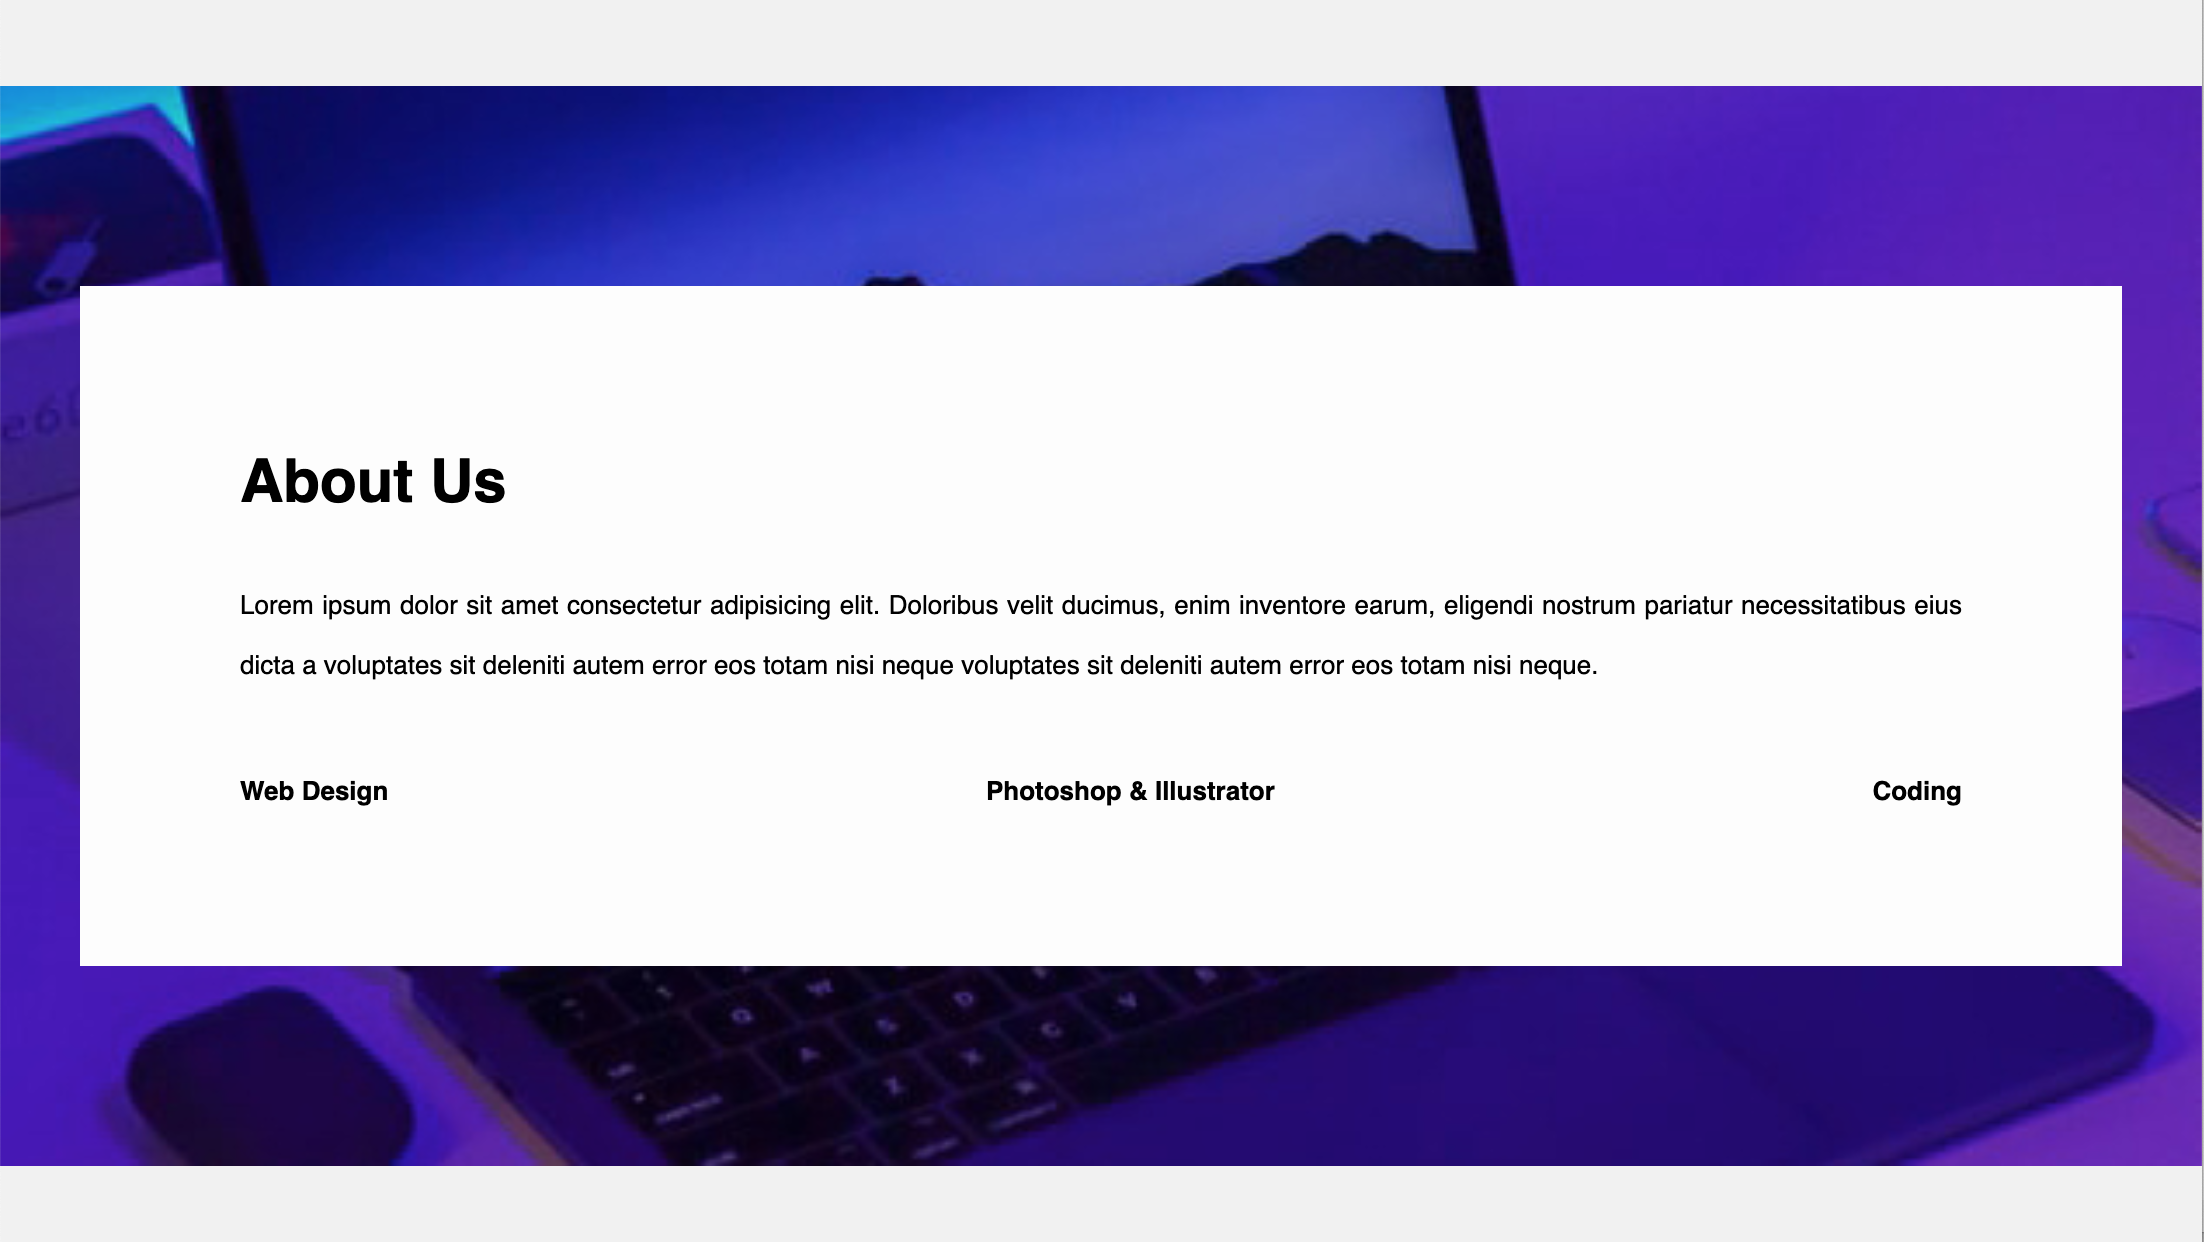 About Us
Lorem ipsum dolor sit amet consectetur adipisicing elit. Doloribus velit ducimus, enim inventore earum, eligendi nostrum pariatur necessitatibus eius
dicta a voluptates sit deleniti autem error eos totam nisi neque voluptates sit deleniti autem error eos totam nisi neque.
Web Design Photoshop & Illustrator Coding
e6
Q W
A S D
Z X C V